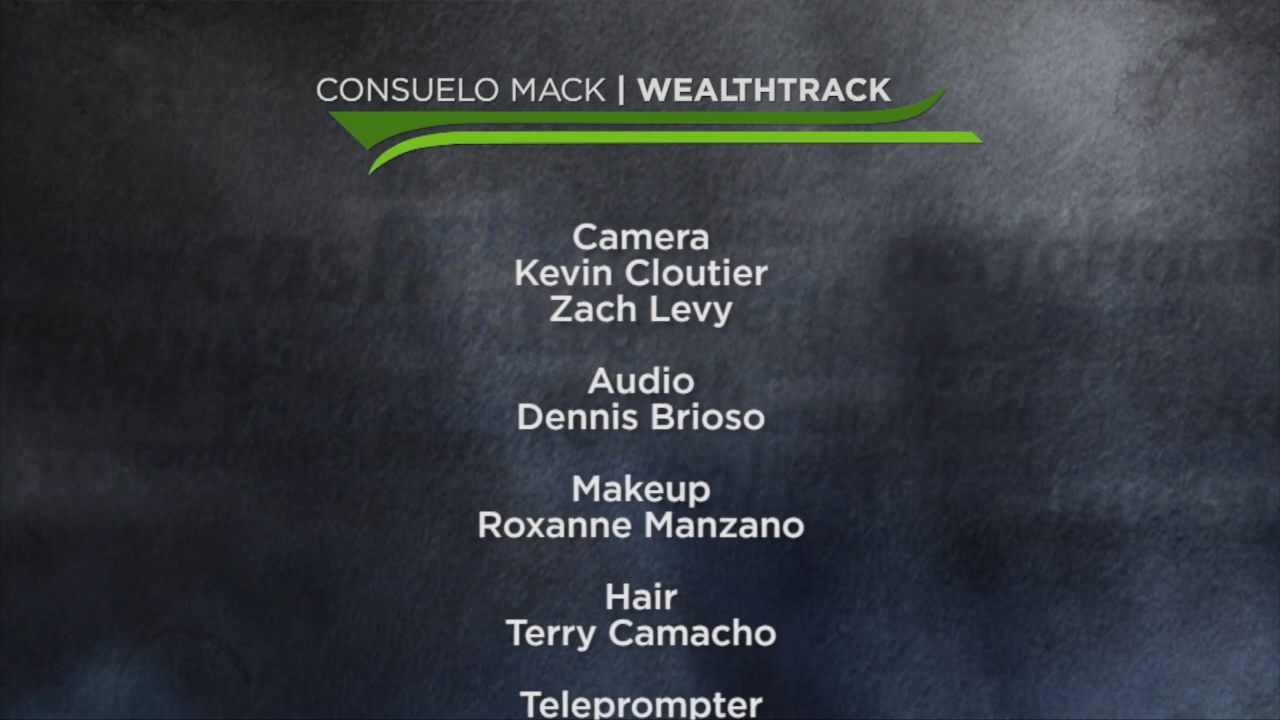 CONSUELO MACK | WEALTHTRACK
Camera
Kevin Cloutier
Zach Levy
Audio
Dennis Brioso
Makeup
Roxanne Manzano
Hair
Terry Camacho
Teleprompter